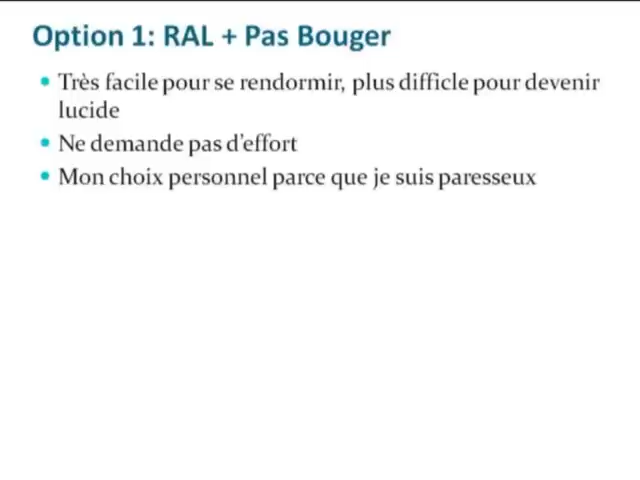 Option 1: RAL + Pas Bouger
• Très facile pour se rendormir, plus difficle pour devenir
lucide
• Ne demande pas d'effort
• Mon choix personnel parce que je suis paresseux